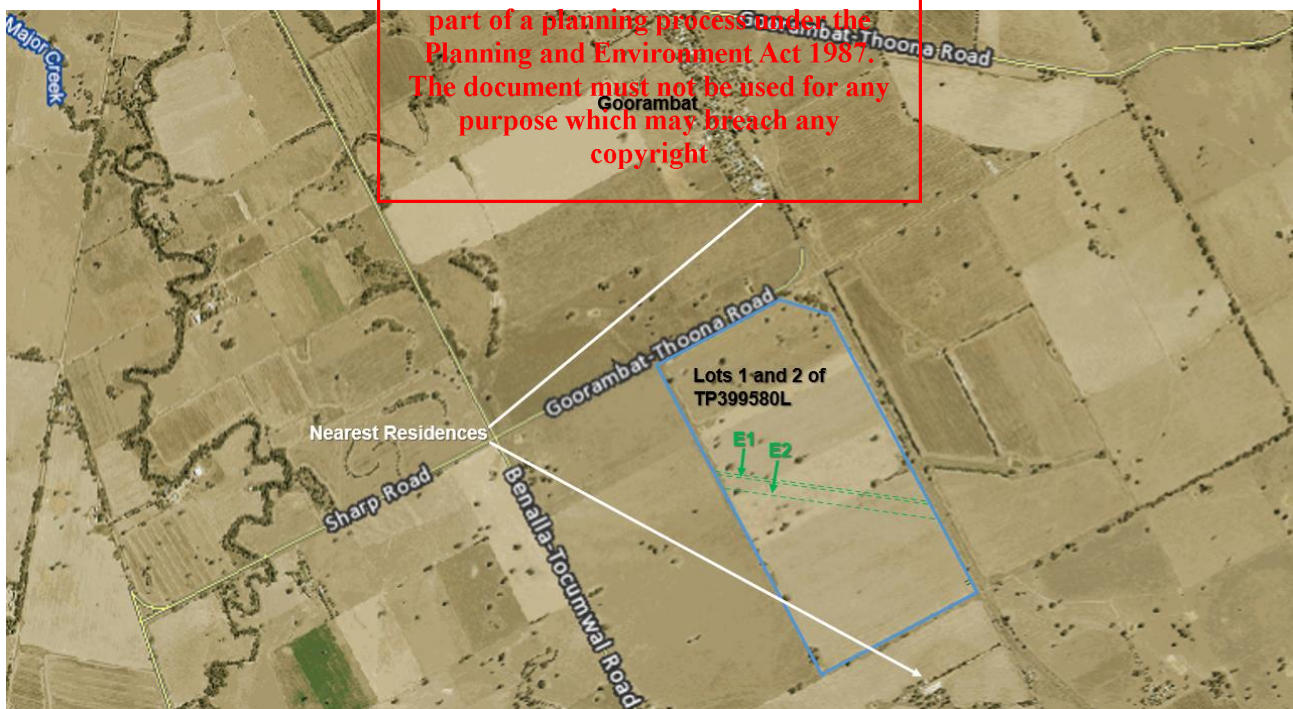 part of a planning process under the
Planning and Environment Act 1987.
The document must not be used for any
purpose which may breach any
copyright
Major Creek
Goorambat-Thoona Road
Goorambat
Goorambat-Thoona Road
Lots 1 and 2 of
TP399580L
Nearest Residences
E1
E2
Sharp Road
Benalla-Tocumwal Road